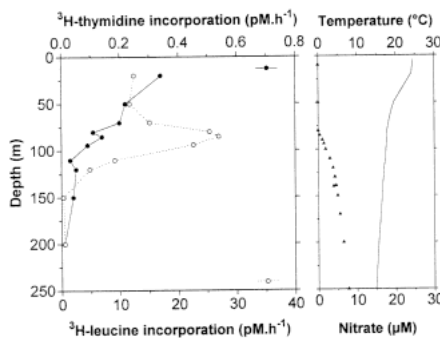 ³H-thymidine incorporation (pM.h⁻¹)
Temperature (°C)
0.0 0.2 0.4 0.6 0.8
0 10 20 30
0
50
100
150
200
250
Depth (m)
0 10 20 30 40
0 10 20 30
³H-leucine incorporation (pM.h⁻¹)
Nitrate (µM)